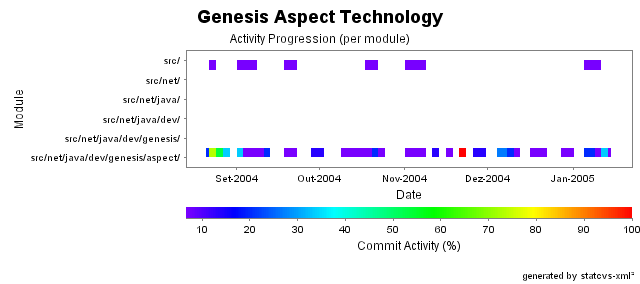 Genesis Aspect Technology
Activity Progression (per module)
Module
src/
src/net/
src/net/java/
src/net/java/dev/
src/net/java/dev/genesis/
src/net/java/dev/genesis/aspect/
Set-2004 Out-2004 Nov-2004 Dez-2004 Jan-2005
Date
10 20 30 40 50 60 70 80 90 100
Commit Activity (%)
generated by statcvs-xml²